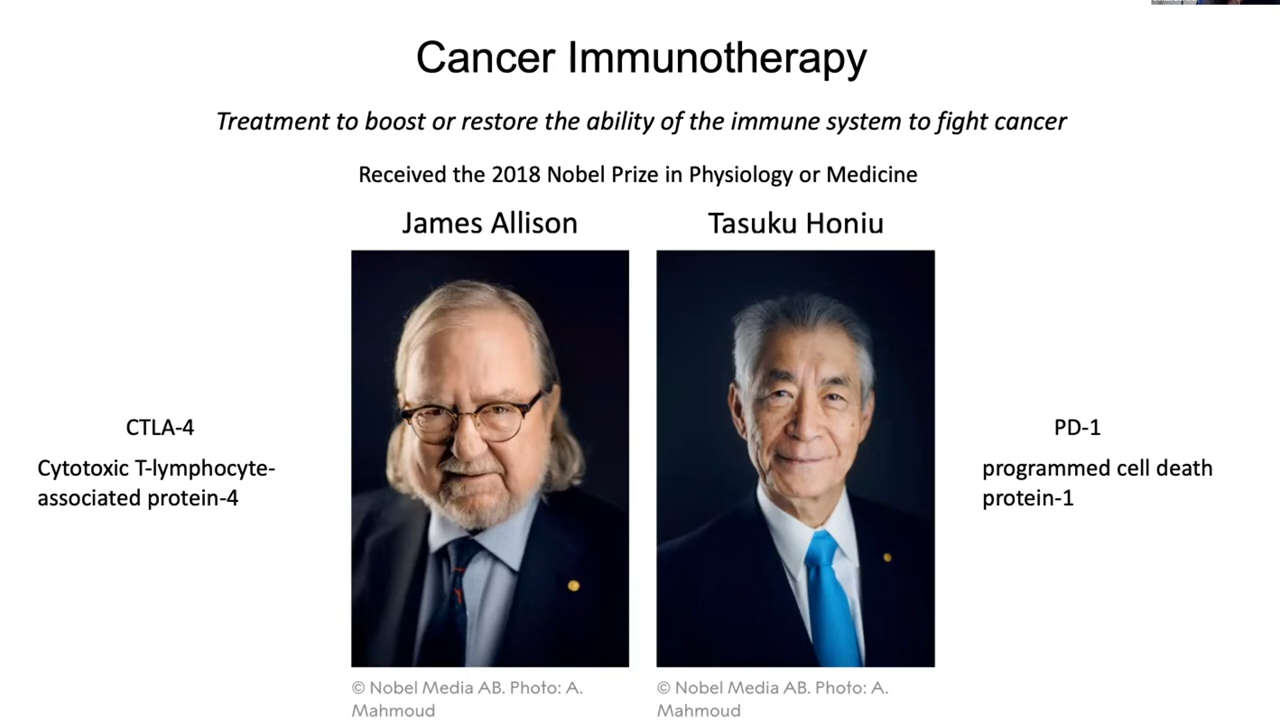 Cancer Immunotherapy
Treatment to boost or restore the ability of the immune system to fight cancer
Received the 2018 Nobel Prize in Physiology or Medicine
James Allison
Tasuku Honiu
CTLA-4
Cytotoxic T-lymphocyte-
associated protein-4
PD-1
programmed cell death
protein-1
© Nobel Media AB. Photo: A.
Mahmoud
© Nobel Media AB. Photo: A.
Mahmoud